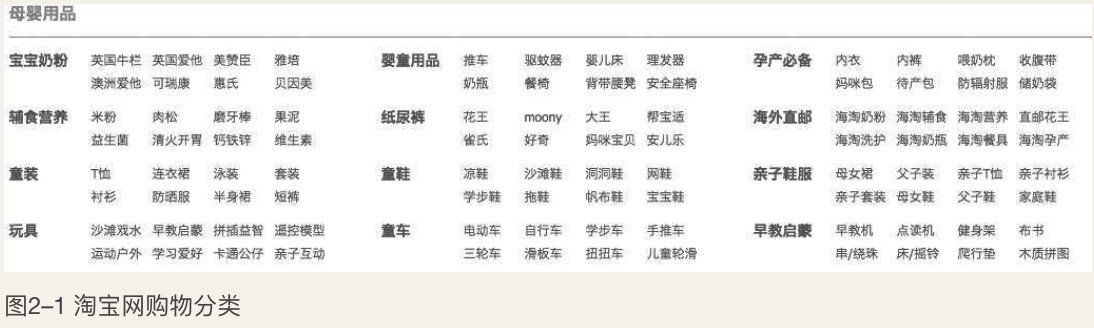 母婴用品
宝宝奶粉 英国牛栏 英国爱他 美赞臣 雅培 婴童用品 推车 驱蚊器 婴儿床 理发器 孕产必备 内衣 内裤 喂奶枕 收腹带
澳洲爱他 可瑞康 惠氏 贝因美 奶瓶 餐椅 背带腰凳 安全座椅 妈咪包 待产包 防辐射服 储奶袋
辅食营养 米粉 肉松 磨牙棒 果泥 纸尿裤 花王 moony 大王 帮宝适 海外直邮 海淘奶粉 海淘辅食 海淘营养 直邮花王
益生菌 清火开胃 钙铁锌 维生素 雀氏 好奇 妈咪宝贝 安儿乐 海淘洗护 海淘奶瓶 海淘餐具 海淘孕产
童装 T恤 连衣裙 泳装 套装 童鞋 凉鞋 沙滩鞋 洞洞鞋 网鞋 亲子鞋服 母女裙 父子装 亲子T恤 亲子衬衫
衬衫 防晒服 半身裙 短裤 学步鞋 拖鞋 帆布鞋 宝宝鞋 亲子套装 母女鞋 父子鞋 家庭鞋
玩具 沙滩戏水 早教启蒙 拼插益智 遥控模型 童车 电动车 自行车 学步车 手推车 早教启蒙 早教机 点读机 健身架 布书
运动户外 学习爱好 卡通公仔 亲子互动 三轮车 滑板车 扭扭车 儿童轮滑 串/绕珠 床/摇铃 爬行垫 木质拼图
图2-1 淘宝网购物分类